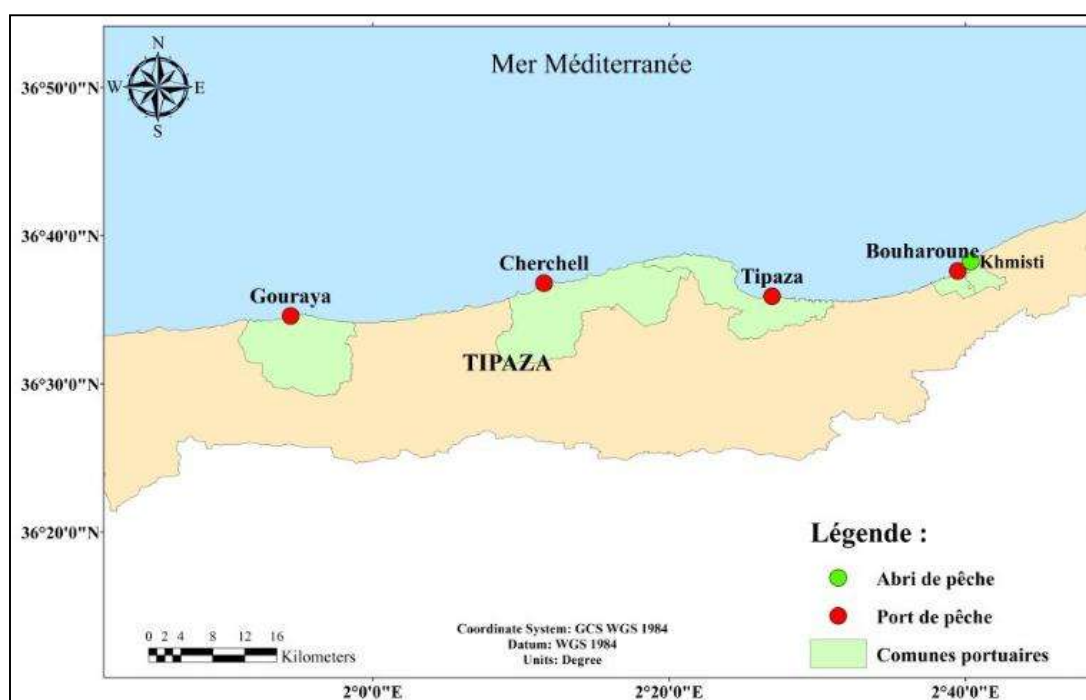 Mer Méditerranée
N
W E
S
36°50'0"N
36°40'0"N
36°30'0"N
36°20'0"N
Gouraya
Cherchell
Tipaza
Bouharoune
Khmisti
TIPAZA
Légende :
Abri de pêche
Port de pêche
Comunes portuaires
0 2 4 8 12 16
Kilometers
Coordinate System: GCS WGS 1984
Datum: WGS 1984
Units: Degree
2°0'0"E 2°20'0"E 2°40'0"E